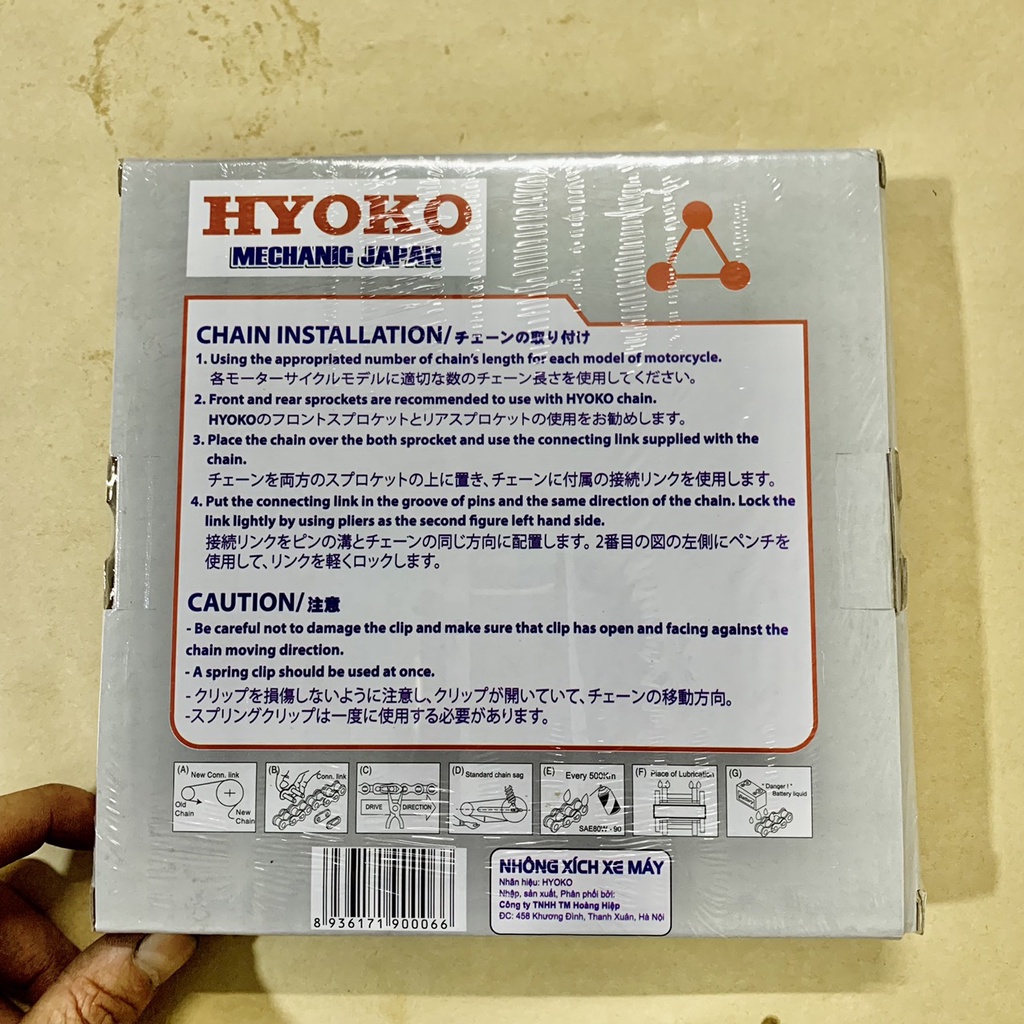 HYOKO
MECHANIC JAPAN
CHAIN INSTALLATION/チェーンの取り付け
1. Using the appropriated number of chain's length for each model of motorcycle.
各モーターサイクルモデルに適切な数のチェーン長さを使用してください。
2. Front and rear sprockets are recommended to use with HYOKO chain.
HYOKOのフロントスプロケットとリアスプロケットの使用をお勧めします。
3. Place the chain over the both sprocket and use the connecting link supplied with the
chain.
チェーンを両方のスプロケットの上に置き、チェーンに付属の接続リンクを使用します。
4. Put the connecting link in the groove of pins and the same direction of the chain. Lock the
link lightly by using pliers as the second figure left hand side.
接続リンクをピンの溝とチェーンの同じ方向に配置します。2番目の図の左側にペンチを
使用して、リンクを軽くロックします。
CAUTION/注意
- Be careful not to damage the clip and make sure that clip has open and facing against the
chain moving direction.
- A spring clip should be used at once.
- クリップを損傷しないように注意し、クリップが開いていて、チェーンの移動方向。
-スプリングクリップは一度に使用する必要があります。
(A) New Conn. link
Old
Chain
New
Chain
(B) Conn. link
(C)
DRIVE DIRECTION
(D) Standard chain sag
(E) Every 500Km
SAE80W - 90
(F) Place of Lubrication
(G) "Danger!"
Battery liquid
Battery
8 936171 900066
NHÔNG XÍCH XE MÁY
Nhãn hiệu: HYOKO
Nhập, sản xuất, Phân phối bởi:
Công ty TNHH TM Hoàng Hiệp
ĐC: 458 Khương Đình, Thanh Xuân, Hà Nội